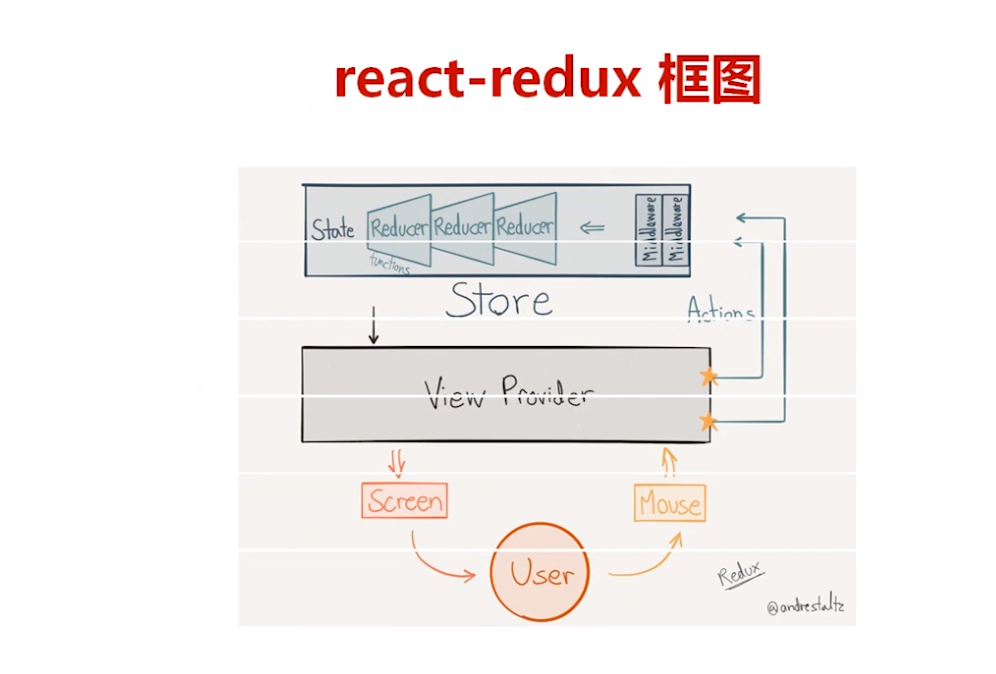 react-redux 框图
State
Reducer Reducer Reducer
functions
Middleware
Middleware
Store
Actions
View Provider
Screen
Mouse
User
Redux
@andrestaltz